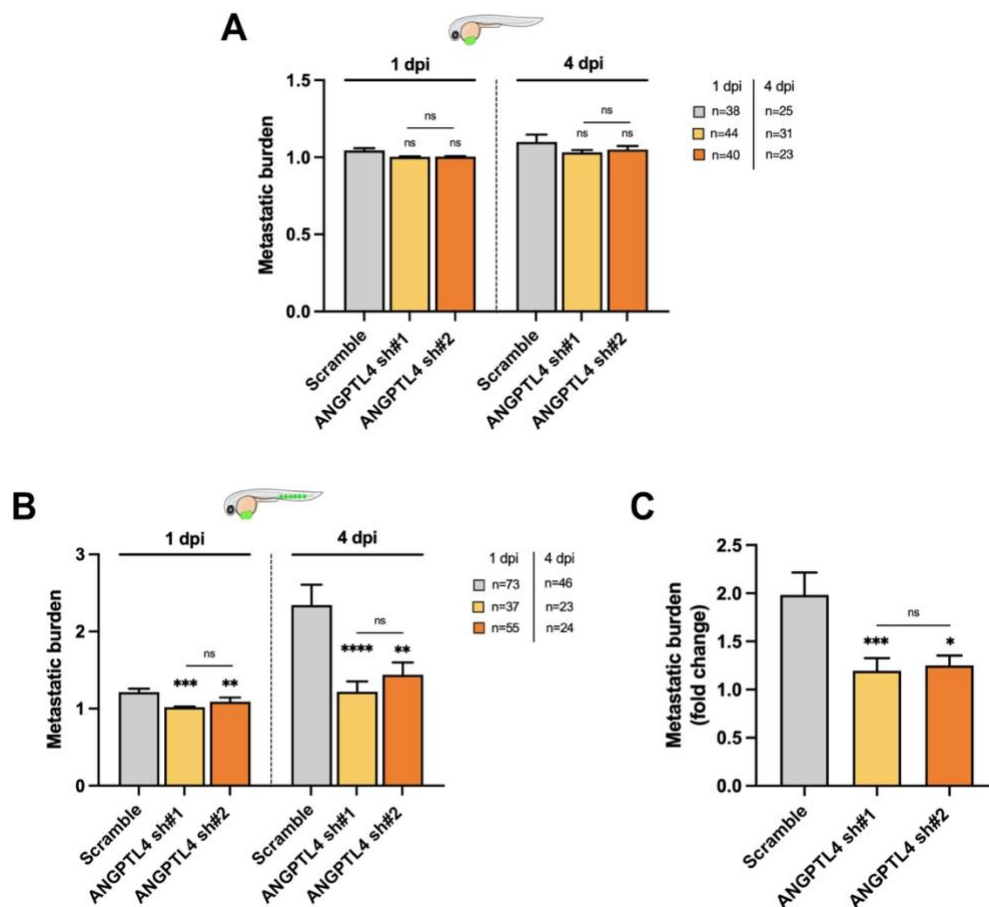 A
1 dpi
4 dpi
1.5
1.0
0.5
0.0
Metastatic burden
ns
ns ns
ns
ns ns
Scramble
ANGPTL4 sh#1
ANGPTL4 sh#2
Scramble
ANGPTL4 sh#1
ANGPTL4 sh#2
1 dpi 4 dpi
n=38 n=25
n=44 n=31
n=40 n=23
B
1 dpi
4 dpi
3
2
1
0
Metastatic burden
ns
*** **
ns
**** **
Scramble
ANGPTL4 sh#1
ANGPTL4 sh#2
Scramble
ANGPTL4 sh#1
ANGPTL4 sh#2
1 dpi 4 dpi
n=73 n=46
n=37 n=23
n=55 n=24
C
2.5
2.0
1.5
1.0
0.5
0.0
Metastatic burden
(fold change)
ns
*** *
Scramble
ANGPTL4 sh#1
ANGPTL4 sh#2